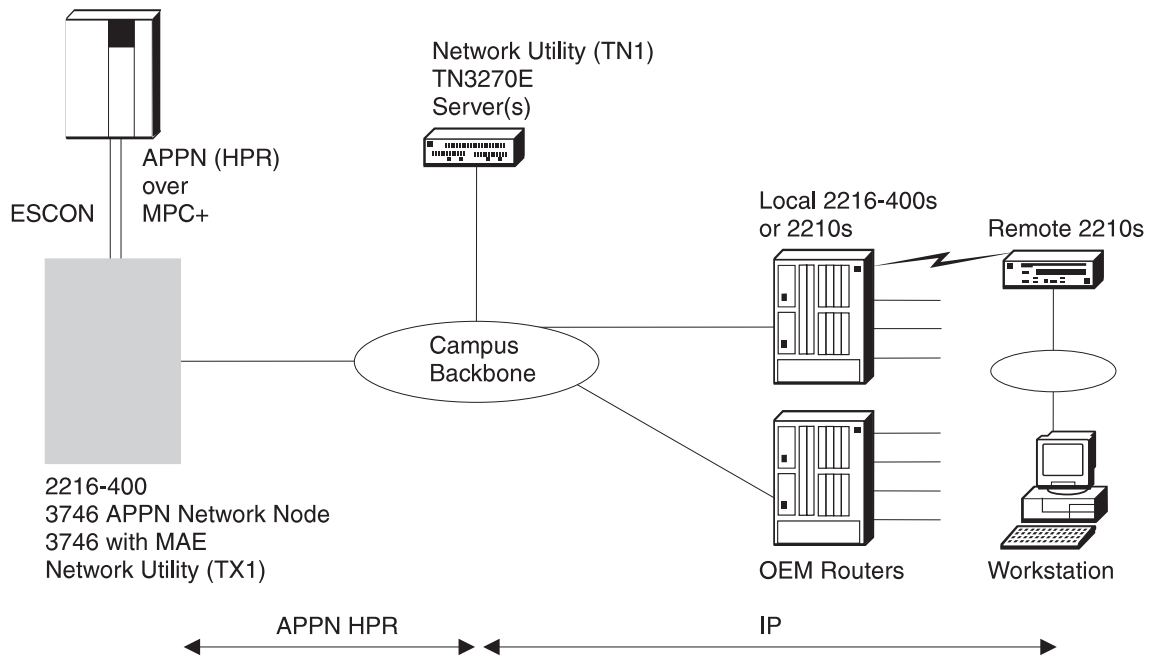 Network Utility (TN1)
TN3270E
Server(s)
APPN (HPR)
over
MPC+
ESCON
Local 2216-400s
or 2210s
Remote 2210s
Campus
Backbone
2216-400
3746 APPN Network Node
3746 with MAE
Network Utility (TX1)
OEM Routers
Workstation
APPN HPR
IP